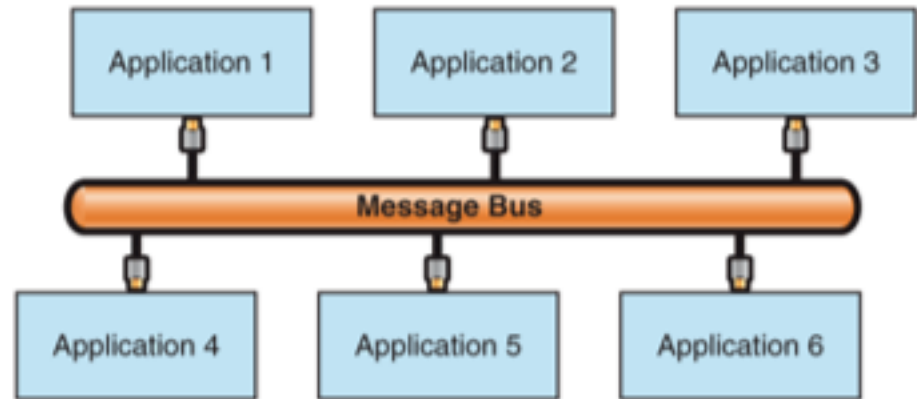 Application 1
Application 2
Application 3
Message Bus
Application 4
Application 5
Application 6